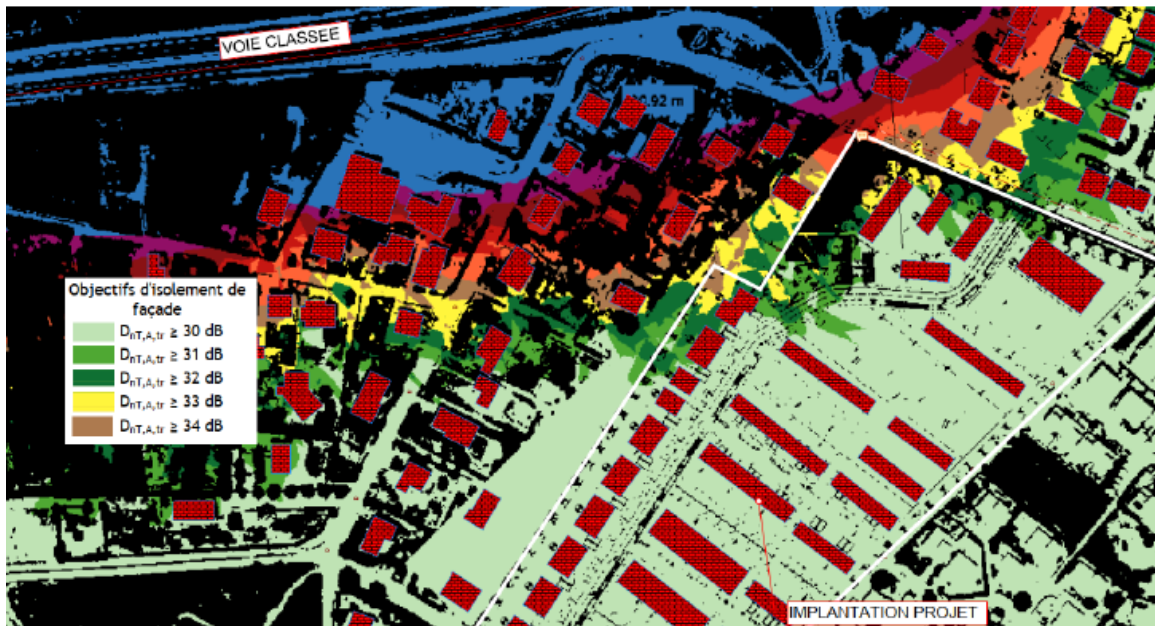 VOIE CLASSEE
.92 m
Objectifs d'isolement de
façade
DnT,A,tr ≥ 30 dB
DnT,A,tr ≥ 31 dB
DnT,A,tr ≥ 32 dB
DnT,A,tr ≥ 33 dB
DnT,A,tr ≥ 34 dB
IMPLANTATION PROJET